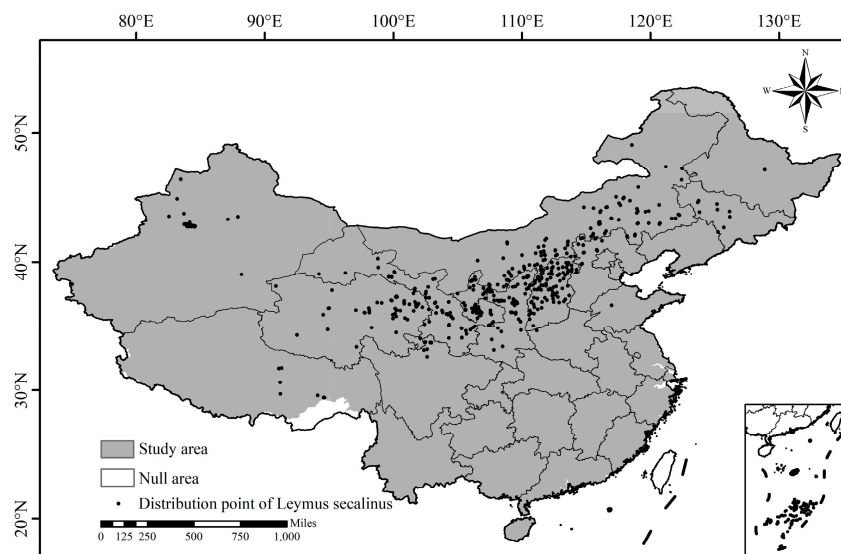 80°E 90°E 100°E 110°E 120°E 130°E
N
W
E
S
50°N
40°N
30°N
20°N
Study area
Null area
Distribution point of Leymus secalinus
Miles
0 125 250 500 750 1,000